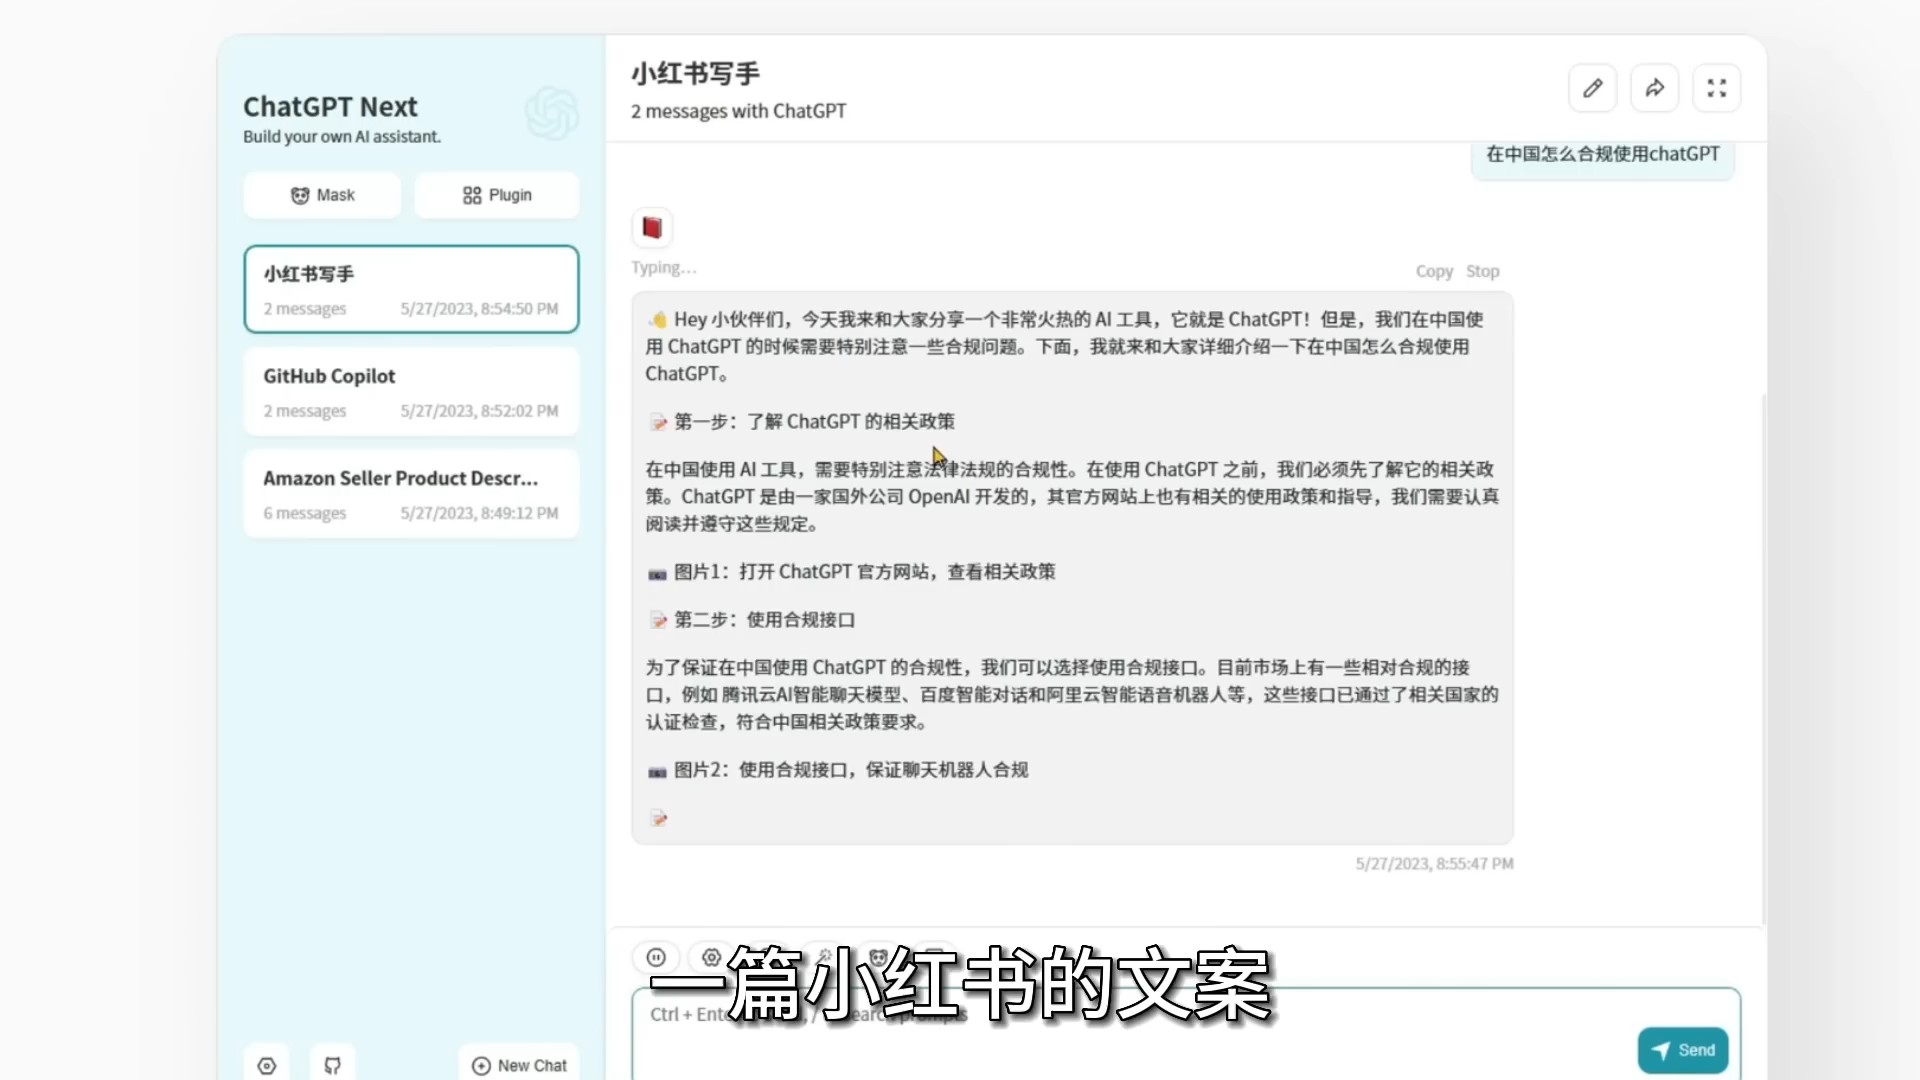 ChatGPT Next
Build your own AI assistant.
Mask
Plugin
小红书写手
2 messages
5/27/2023, 8:54:50 PM
GitHub Copilot
2 messages
5/27/2023, 8:52:02 PM
Amazon Seller Product Descr...
6 messages
5/27/2023, 8:49:12 PM
New Chat
小红书写手
2 messages with ChatGPT
在中国怎么合规使用chatGPT
Typing...
Copy
Stop
👋 Hey 小伙伴们，今天我来和大家分享一个非常火热的 AI 工具，它就是 ChatGPT！但是，我们在中国使
用 ChatGPT 的时候需要特别注意一些合规问题。下面，我就来和大家详细介绍一下在中国怎么合规使用
ChatGPT。
📝 第一步：了解 ChatGPT 的相关政策
在中国使用 AI 工具，需要特别注意法律法规的合规性。在使用 ChatGPT 之前，我们必须先了解它的相关政
策。ChatGPT 是由一家国外公司 OpenAI 开发的，其官方网站上也有相关的使用政策和指导，我们需要认真
阅读并遵守这些规定。
📷 图片1：打开 ChatGPT 官方网站，查看相关政策
📝 第二步：使用合规接口
为了保证在中国使用 ChatGPT 的合规性，我们可以选择使用合规接口。目前市场上有一些相对合规的接
口，例如 腾讯云AI智能聊天模型、百度智能对话和阿里云智能语音机器人等，这些接口已通过了相关国家的
认证检查，符合中国相关政策要求。
📷 图片2：使用合规接口，保证聊天机器人合规
📝
5/27/2023, 8:55:47 PM
一篇小红书的文案
Ctrl + Ente
prompts
Send